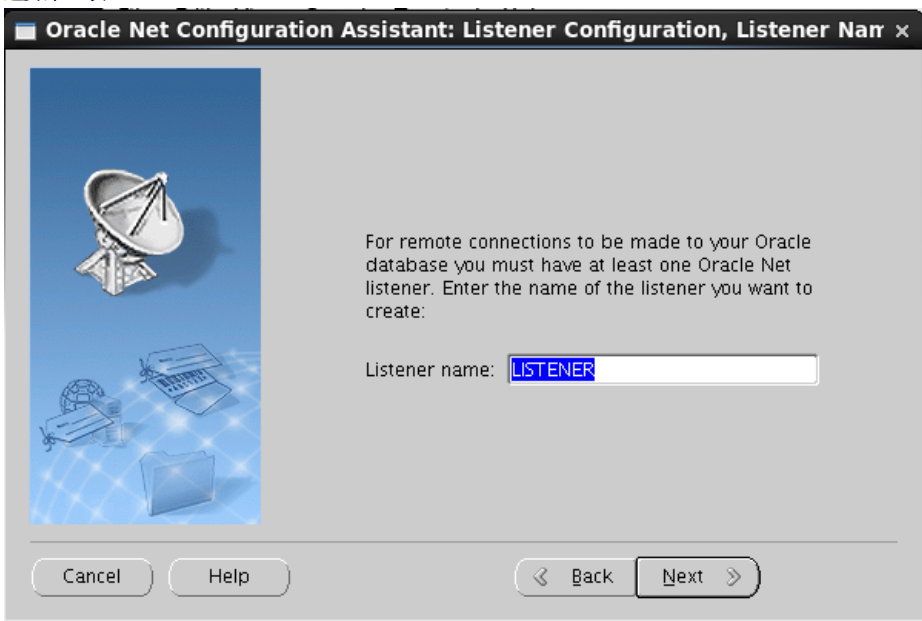 Oracle Net Configuration Assistant: Listener Configuration, Listener Nam
For remote connections to be made to your Oracle
database you must have at least one Oracle Net
listener. Enter the name of the listener you want to
create:
Listener name: LISTENER
Cancel Help Back Next